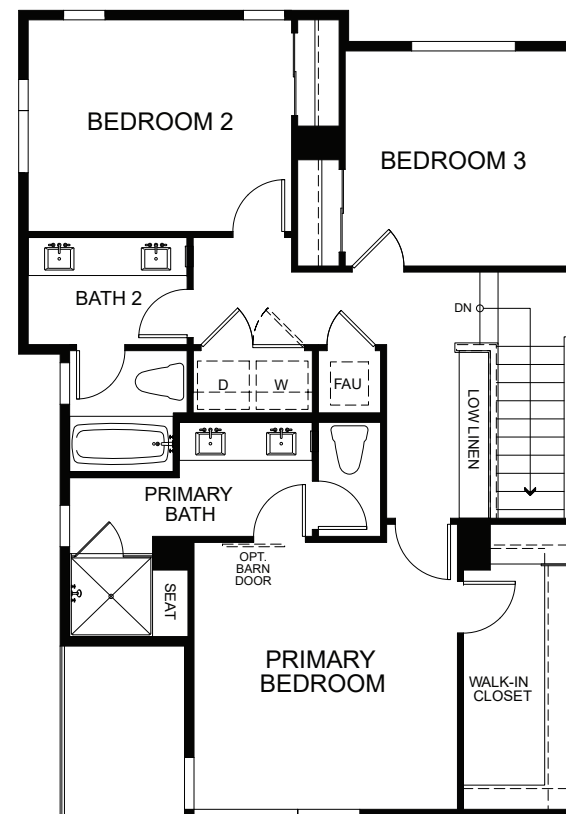 BEDROOM 2
BEDROOM 3
BATH 2
DN
D
W
FAU
LOW LINEN
PRIMARY
BATH
OPT.
BARN
DOOR
SEAT
PRIMARY
BEDROOM
WALK-IN
CLOSET